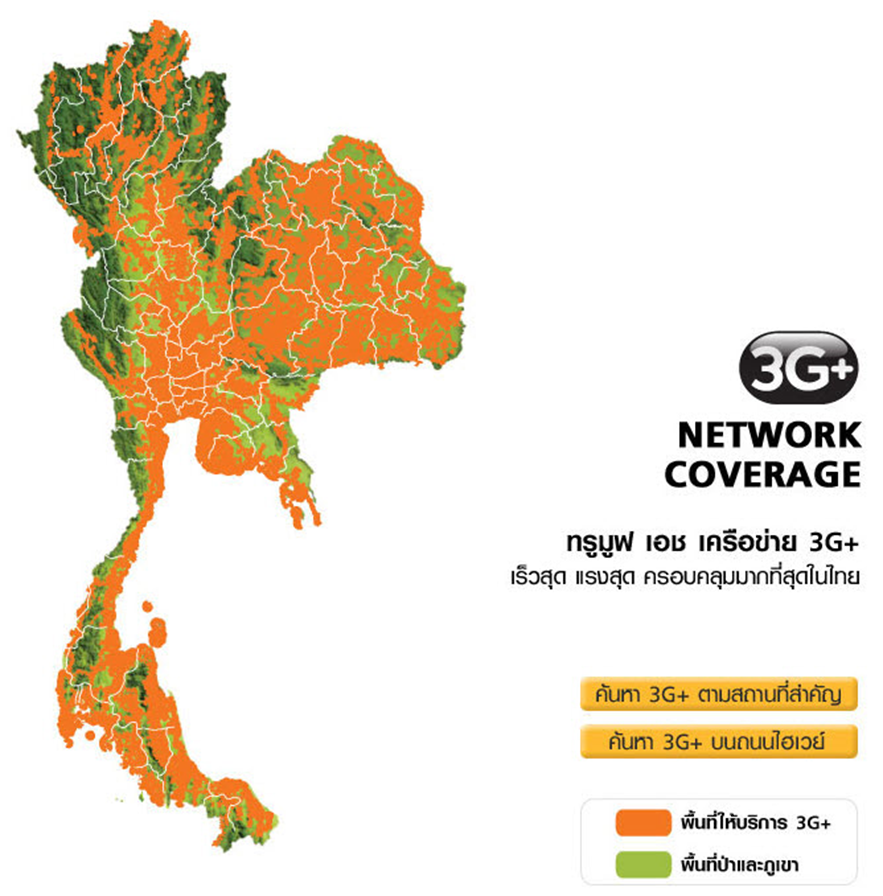 3G+
NETWORK
COVERAGE
ทรูมูฟ เอช เครือข่าย 3G+
เร็วสุด แรงสุด ครอบคลุมมากที่สุดในไทย
ค้นหา 3G+ ตามสถานที่สำคัญ
ค้นหา 3G+ บนถนนไฮเวย์
พื้นที่ให้บริการ 3G+
พื้นที่ป่าและภูเขา